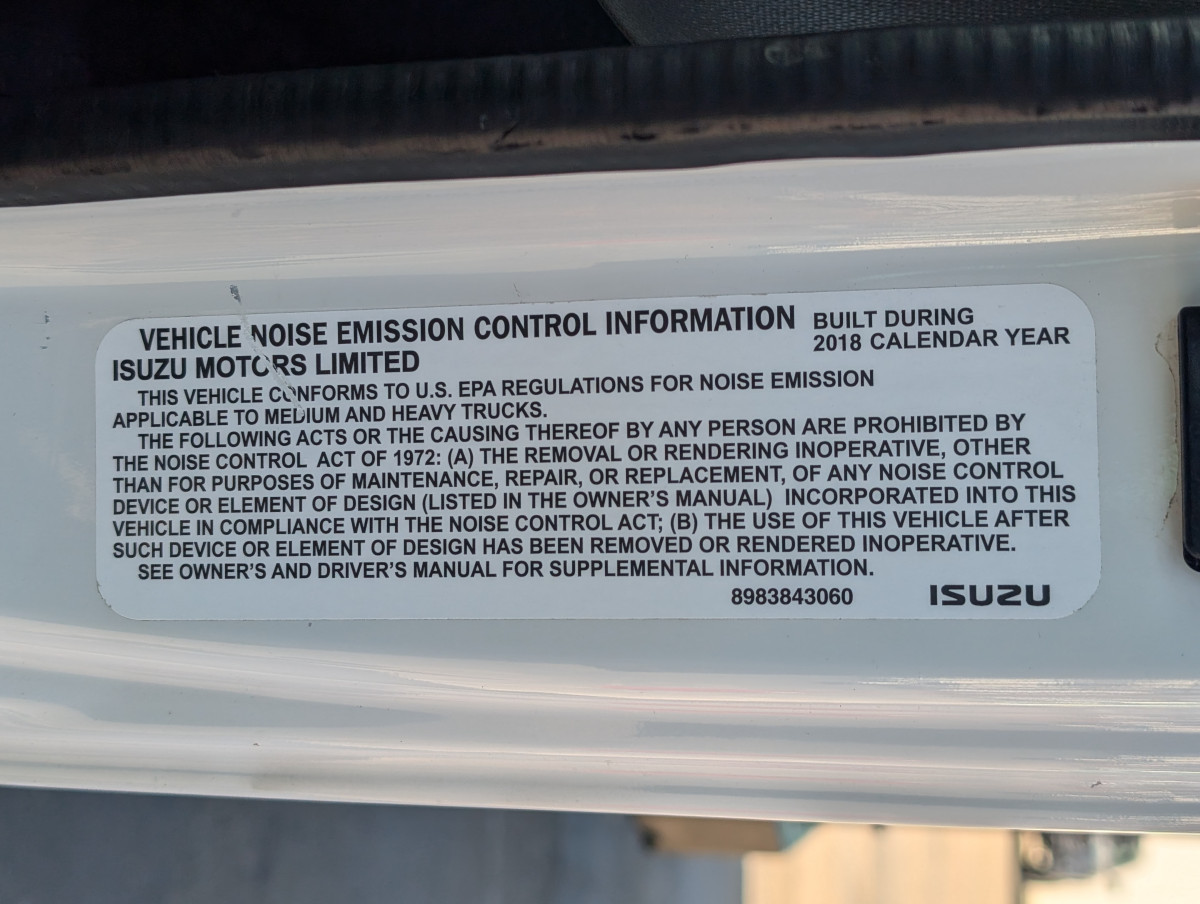 VEHICLE NOISE EMISSION CONTROL INFORMATION
ISUZU MOTORS LIMITED
BUILT DURING
2018 CALENDAR YEAR
THIS VEHICLE CONFORMS TO U.S. EPA REGULATIONS FOR NOISE EMISSION
APPLICABLE TO MEDIUM AND HEAVY TRUCKS.
THE FOLLOWING ACTS OR THE CAUSING THEREOF BY ANY PERSON ARE PROHIBITED BY
THE NOISE CONTROL ACT OF 1972: (A) THE REMOVAL OR RENDERING INOPERATIVE, OTHER
THAN FOR PURPOSES OF MAINTENANCE, REPAIR, OR REPLACEMENT, OF ANY NOISE CONTROL
DEVICE OR ELEMENT OF DESIGN (LISTED IN THE OWNER'S MANUAL) INCORPORATED INTO THIS
VEHICLE IN COMPLIANCE WITH THE NOISE CONTROL ACT; (B) THE USE OF THIS VEHICLE AFTER
SUCH DEVICE OR ELEMENT OF DESIGN HAS BEEN REMOVED OR RENDERED INOPERATIVE.
SEE OWNER'S AND DRIVER'S MANUAL FOR SUPPLEMENTAL INFORMATION.
8983843060 ISUZU